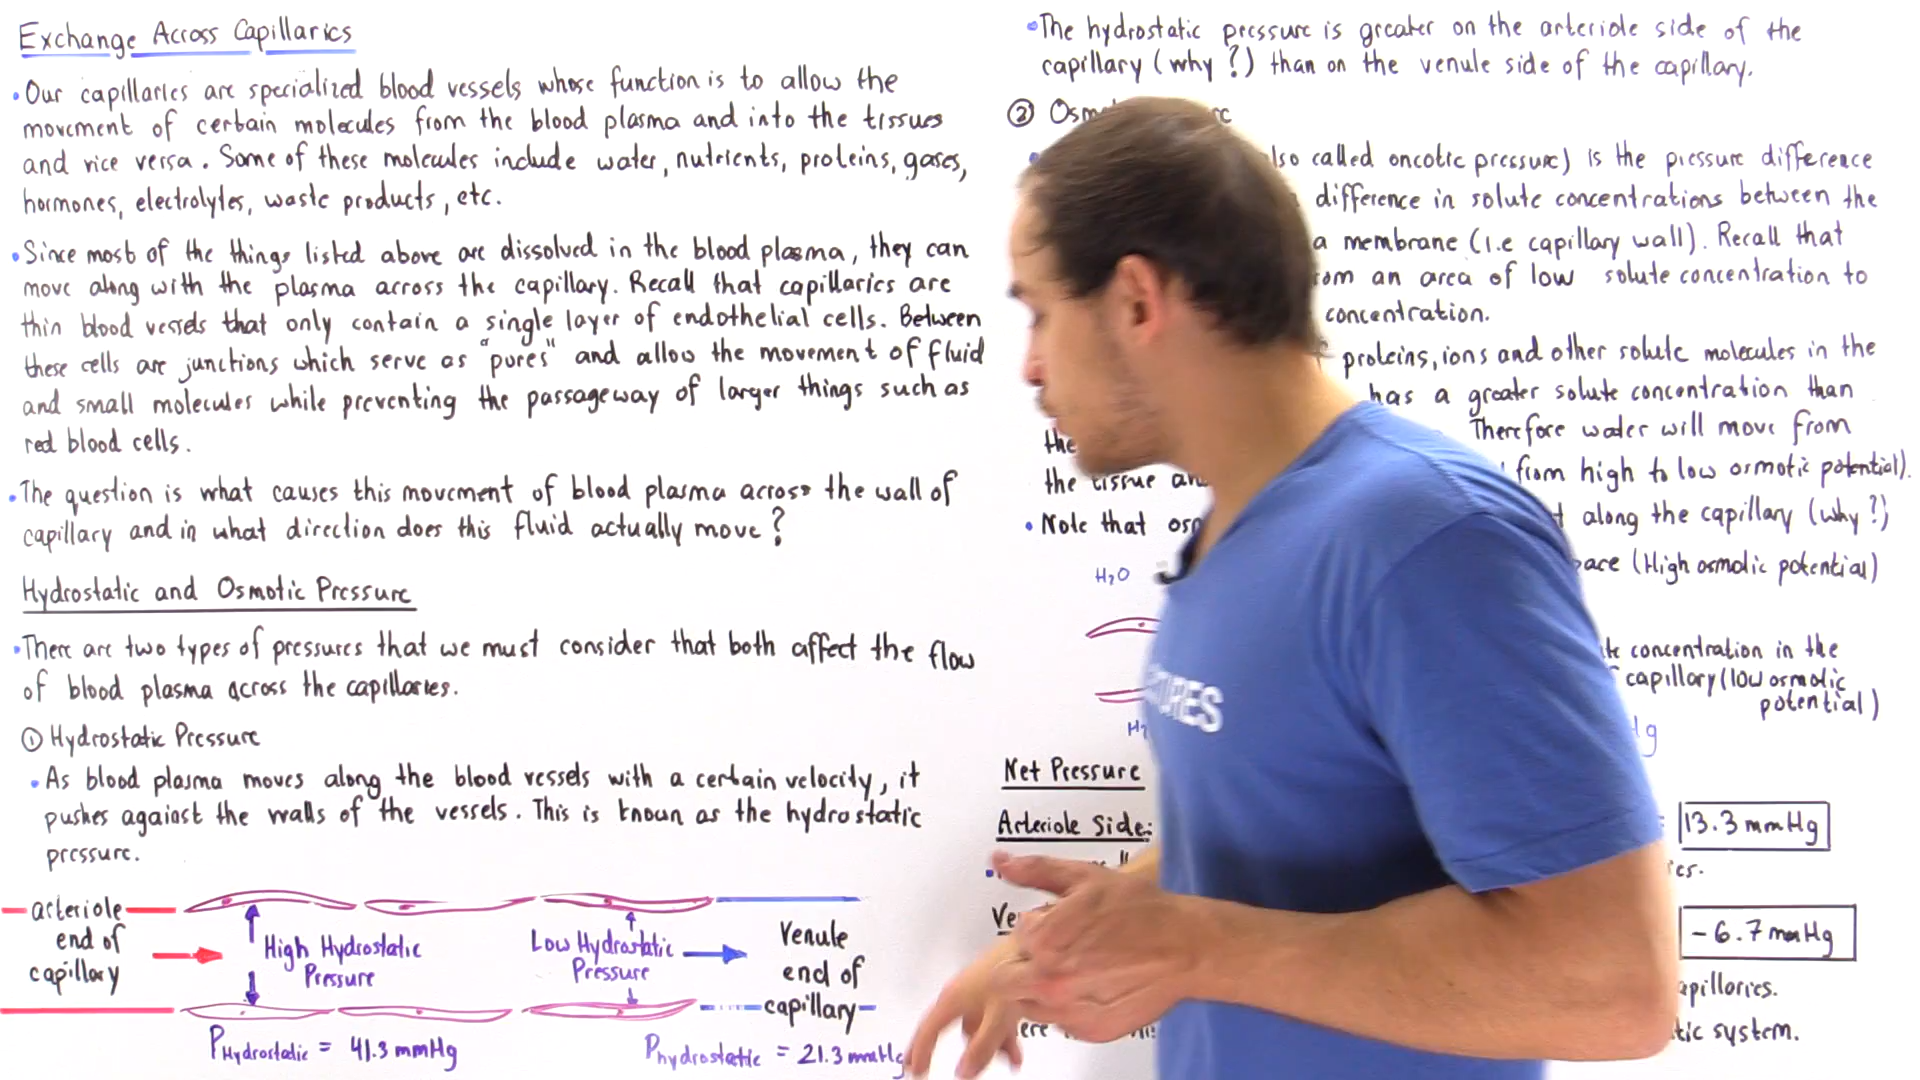 Exchange Across Capillaries
• Our capillaries are specialized blood vessels whose function is to allow the
movement of certain molecules from the blood plasma and into the tissues
and vice versa. Some of these molecules include water, nutrients, proteins, gases,
hormones, electrolytes, waste products, etc.
• Since most of the things listed above are dissolved in the blood plasma, they can
move along with the plasma across the capillary. Recall that capillaries are
thin blood vessels that only contain a single layer of endothelial cells. Between
these cells are junctions which serve as "pores" and allow the movement of fluid
and small molecules while preventing the passageway of larger things such as
red blood cells.
• The question is what causes this movement of blood plasma across the wall of
capillary and in what direction does this fluid actually move?
Hydrostatic and Osmotic Pressure
• There are two types of pressures that we must consider that both affect the flow
of blood plasma across the capillaries.
① Hydrostatic Pressure
• As blood plasma moves along the blood vessels with a certain velocity, it
pushes against the walls of the vessels. This is known as the hydrostatic
pressure.
arteriole
end of
capillary
High Hydrostatic
Pressure
Low Hydrostatic
Pressure
Venule
end of
capillary
PHydrostatic = 41.3 mmHg
Phydrostatic = 21.3 mmHg
• The hydrostatic pressure is greater on the arteriole side of the
capillary (why?) than on the venule side of the capillary.
②
also called oncotic pressure) is the pressure difference
difference in solute concentrations between the
a membrane (i.e capillary wall). Recall that
an area of low solute concentration to
concentration.
proteins, ions and other solute molecules in the
has a greater solute concentration than
the Therefore water will move from
the tissue from high to low osmotic potential).
• Note that along the capillary (why?)
H₂O
(High osmotic potential)
concentration in the
capillary (low osmotic
potential)
Net Pressure
Arteriole Side:
13.3 mmHg
- 6.7 mmHg
capillaries.
system.
TURES